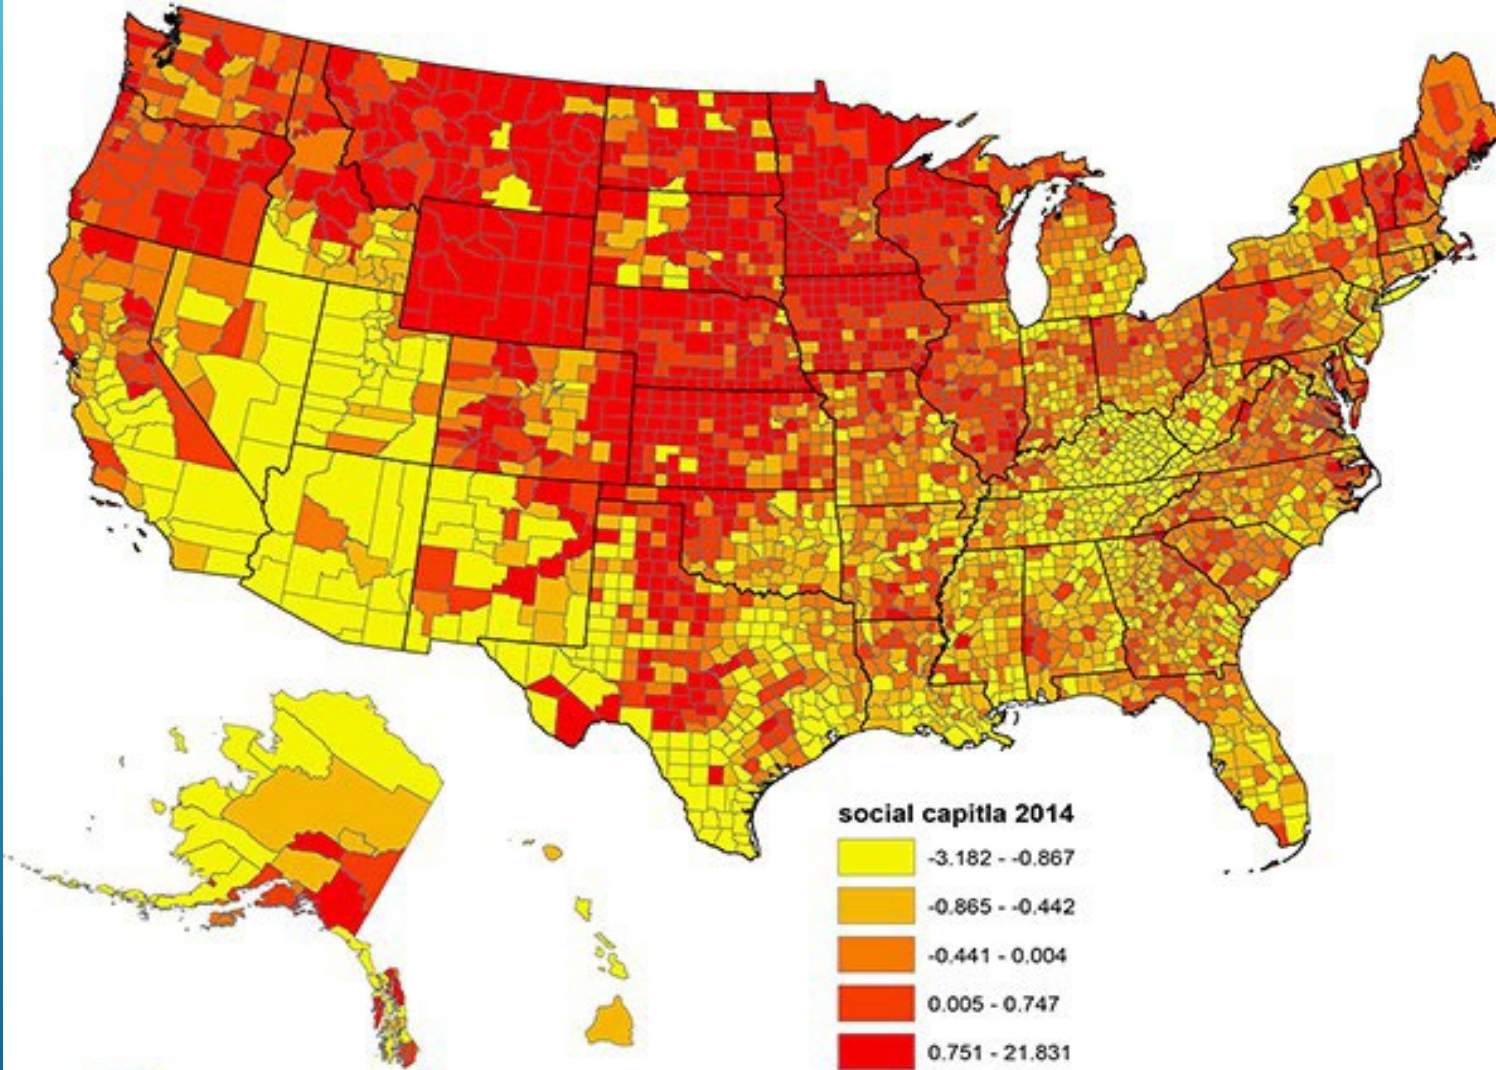 social capitla 2014
-3.182 - -0.867
-0.865 - -0.442
-0.441 - 0.004
0.005 - 0.747
0.751 - 21.831